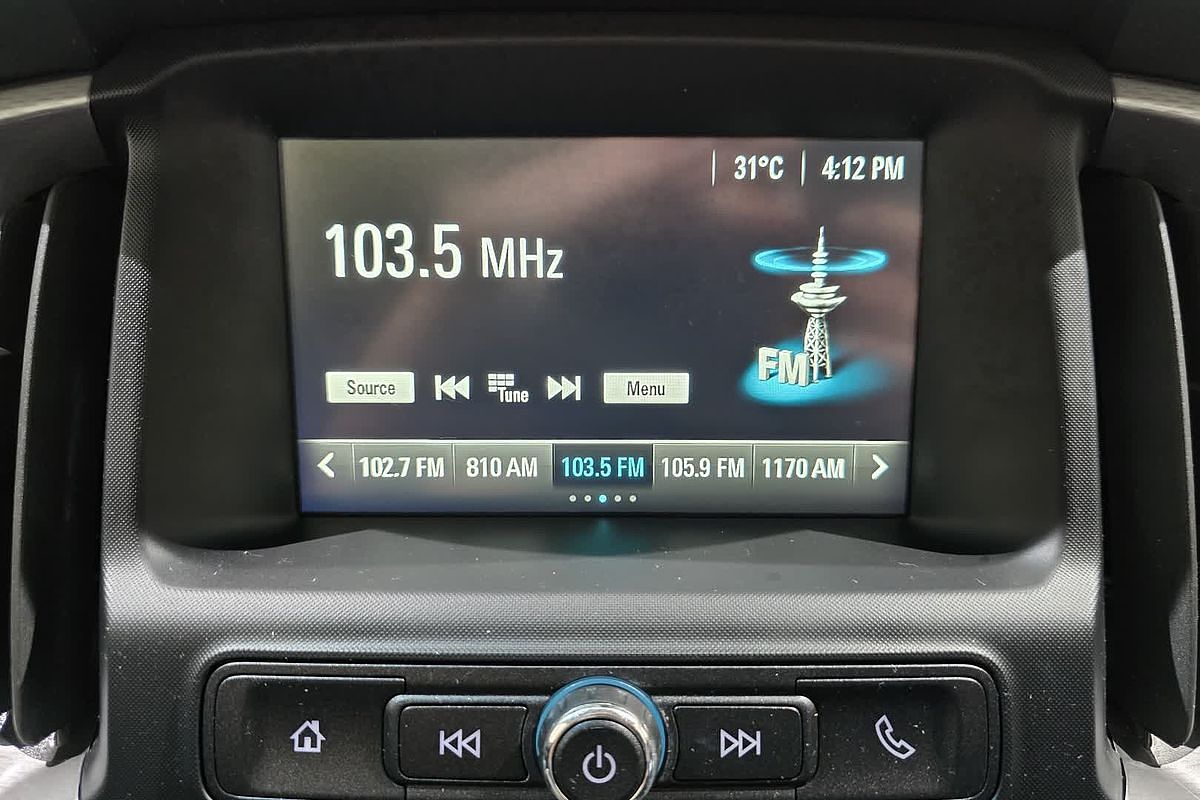 31°C 4:12 PM
103.5 MHz
FM
Source Tune Menu
102.7 FM 810 AM 103.5 FM 105.9 FM 1170 AM